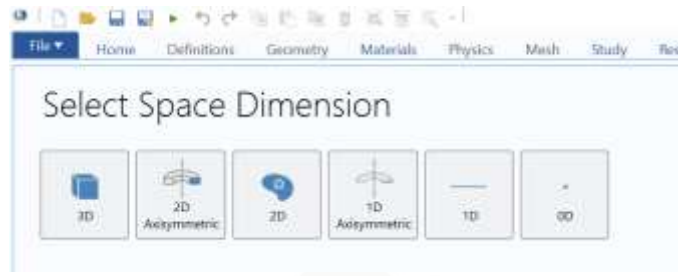 File Home Definitions Geometry Materials Physics Mesh Study
Select Space Dimension
3D 2D Axisymmetric 2D 1D Axisymmetric 1D 0D